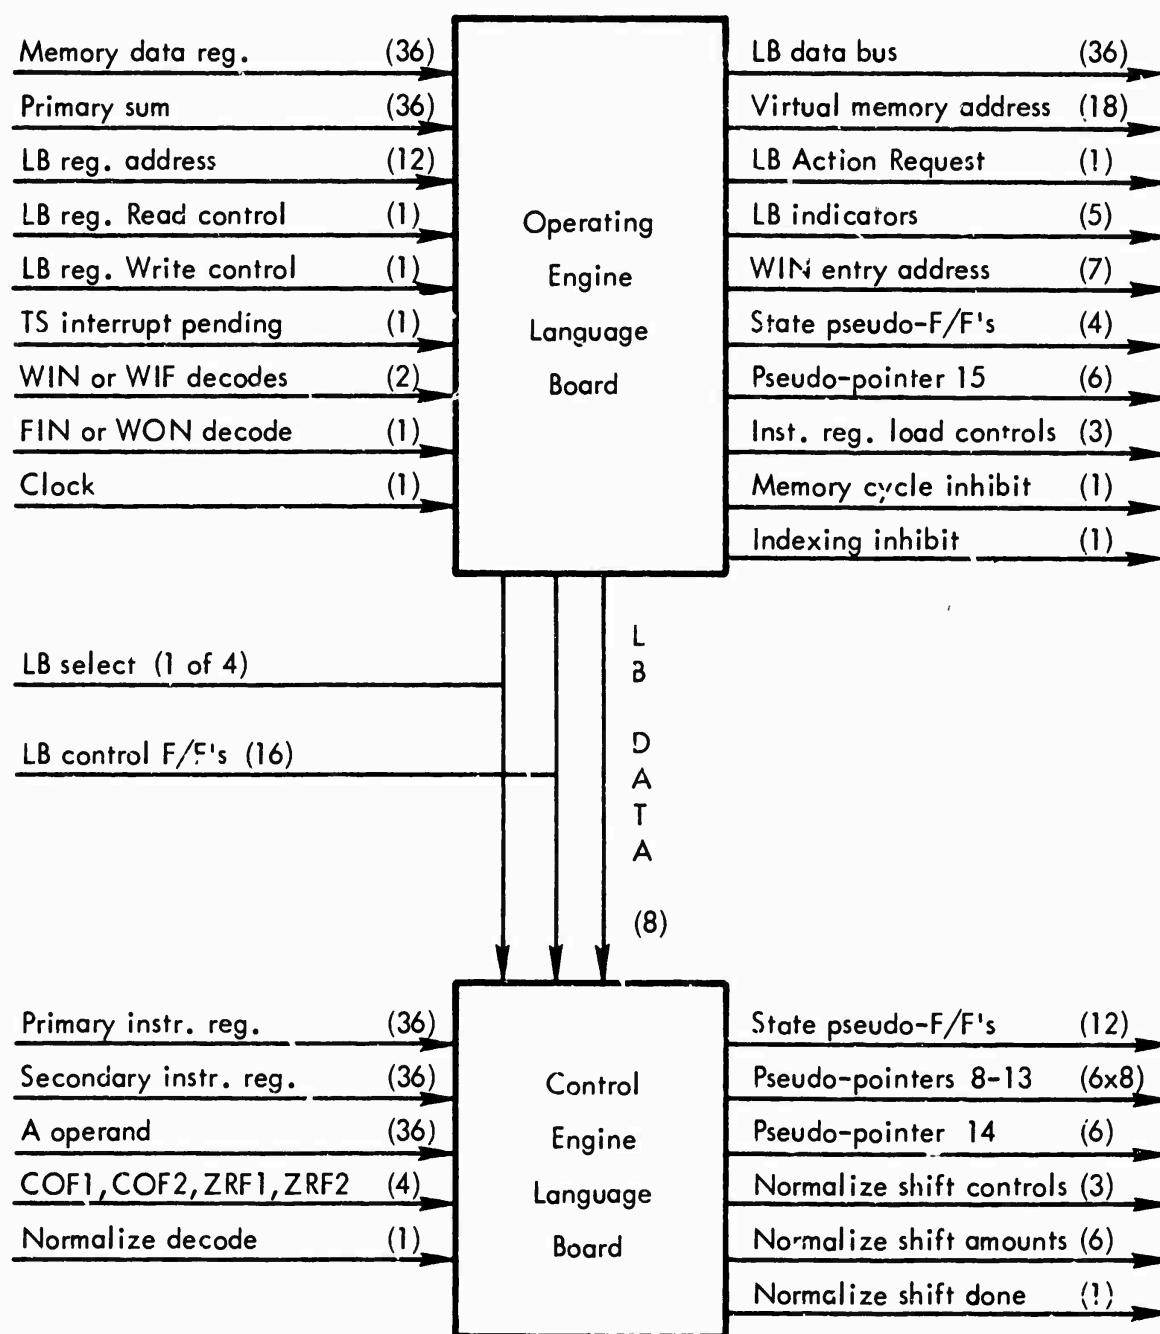 Memory data reg. (36)
Primary sum (36)
LB reg. address (12)
LB reg. Read control (1)
LB reg. Write control (1)
TS interrupt pending (1)
WIN or WIF decodes (2)
FIN or WON decode (1)
Clock (1)
Operating
Engine
Language
Board
LB data bus (36)
Virtual memory address (18)
LB Action Request (1)
LB indicators (5)
WIN entry address (7)
State pseudo-F/F's (4)
Pseudo-pointer 15 (6)
Inst. reg. load controls (3)
Memory cycle inhibit (1)
Indexing inhibit (1)
LB select (1 of 4)
LB control F/F's (16)
LB DATA
(8)
Primary instr. reg. (36)
Secondary instr. reg. (36)
A operand (36)
COF1, COF2, ZRF1, ZRF2 (4)
Normalize decode (1)
Control
Engine
Language
Board
State pseudo-F/F's (12)
Pseudo-pointers 8-13 (6x8)
Pseudo-pointer 14 (6)
Normalize shift controls (3)
Normalize shift amounts (6)
Normalize shift done (1)